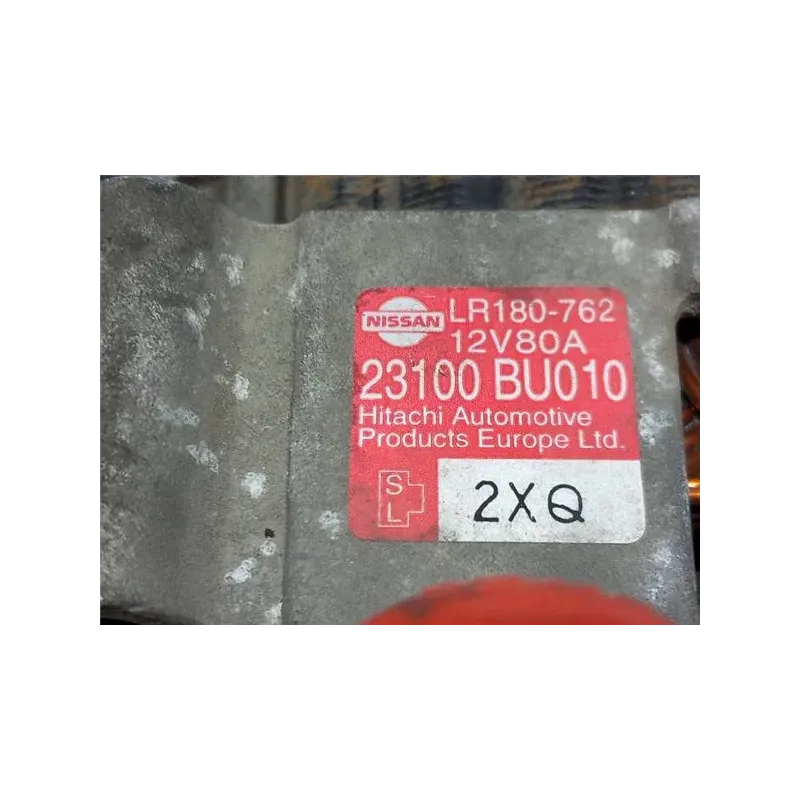 NISSAN LR180-762
12V80A
23100 BU010
Hitachi Automotive
Products Europe Ltd.
S
L
2XQ